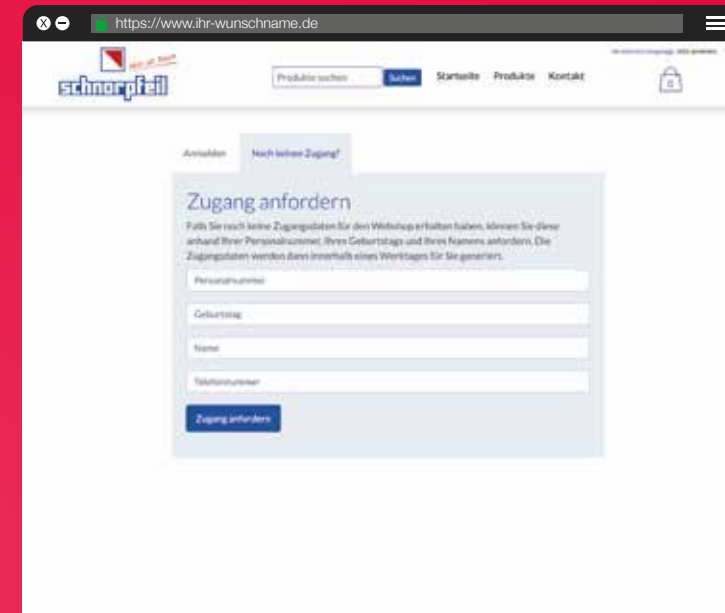 https://www.ihr-wunschname.de
schnorpfeil
Produkte suchen
Suchen
Startseite Produkte Kontakt
0
Anmelden Noch keinen Zugang?
Zugang anfordern
Falls Sie noch keine Zugangsdaten für den Webshop erhalten haben, können Sie diese
anhand Ihrer Personalnummer, Ihres Geburtstags und Ihres Namens anfordern. Die
Zugangsdaten werden dann innerhalb eines Werktages für Sie generiert.
Personalnummer
Geburtstag
Name
Telefonnummer
Zugang anfordern